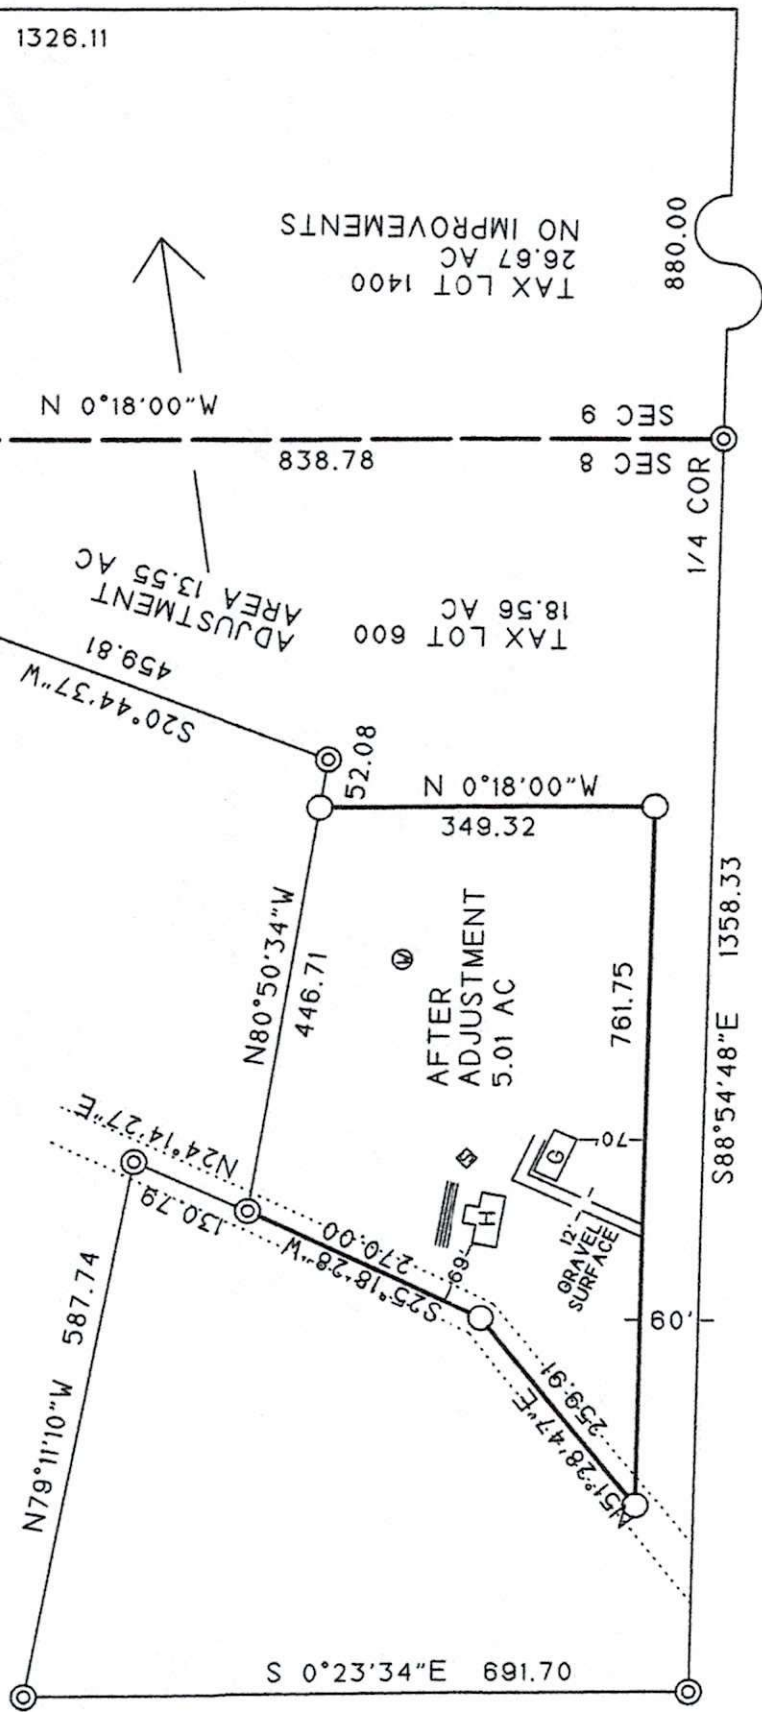 1326.11
TAX LOT 1400
26.67 AC
NO IMPROVEMENTS
880.00
N 0°18'00"W
838.78
SEC 9
SEC 8
1/4 COR
ADJUSTMENT
AREA 13.55 AC
TAX LOT 600
18.56 AC
S20°44'37"W
459.81
52.08
N 0°18'00"W
349.32
N80°50'34"W
446.71
W
AFTER
ADJUSTMENT
5.01 AC
761.75
S88°54'48"E 1358.33
N24°14'27"E
130.79
S25°18'28"W
270.00
S
H
69'
G
70'
12'
GRAVEL
SURFACE
60'
N51°28'47"E
259.91
N79°11'10"W 587.74
S 0°23'34"E 691.70